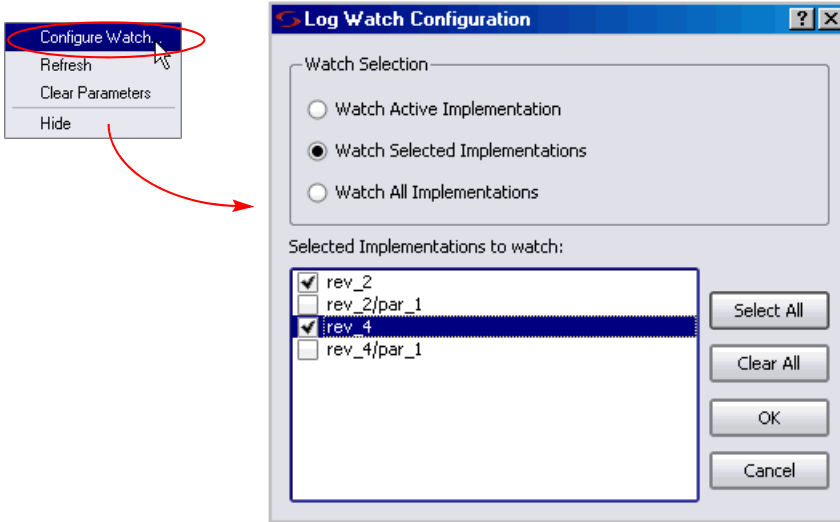 Configure Watch...
Refresh
Clear Parameters
Hide
Log Watch Configuration
Watch Selection
Watch Active Implementation
Watch Selected Implementations
Watch All Implementations
Selected Implementations to watch:
rev_2
rev_2/par_1
rev_4
rev_4/par_1
Select All
Clear All
OK
Cancel